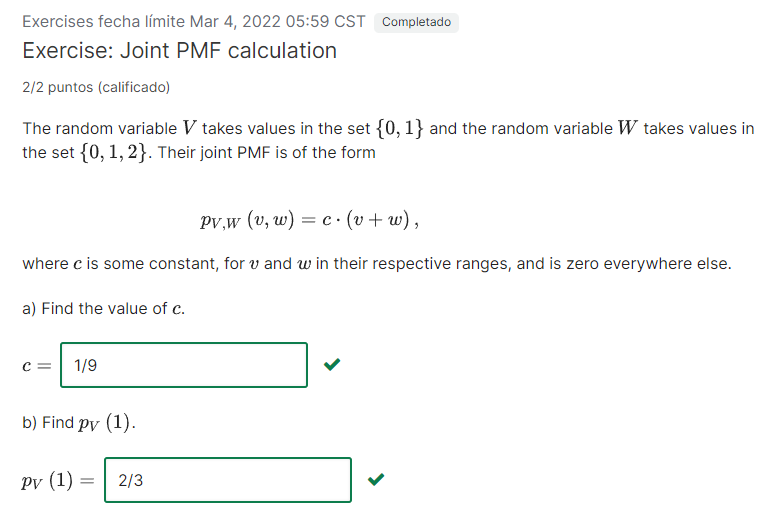 Exercises fecha límite Mar 4, 2022 05:59 CST Completado
Exercise: Joint PMF calculation
2/2 puntos (calificado)
The random variable V takes values in the set {0, 1} and the random variable W takes values in
the set {0, 1, 2}. Their joint PMF is of the form
p_{V,W} (v, w) = c · (v + w) ,
where c is some constant, for v and w in their respective ranges, and is zero everywhere else.
a) Find the value of c.
c = 1/9
b) Find p_V (1).
p_V (1) = 2/3